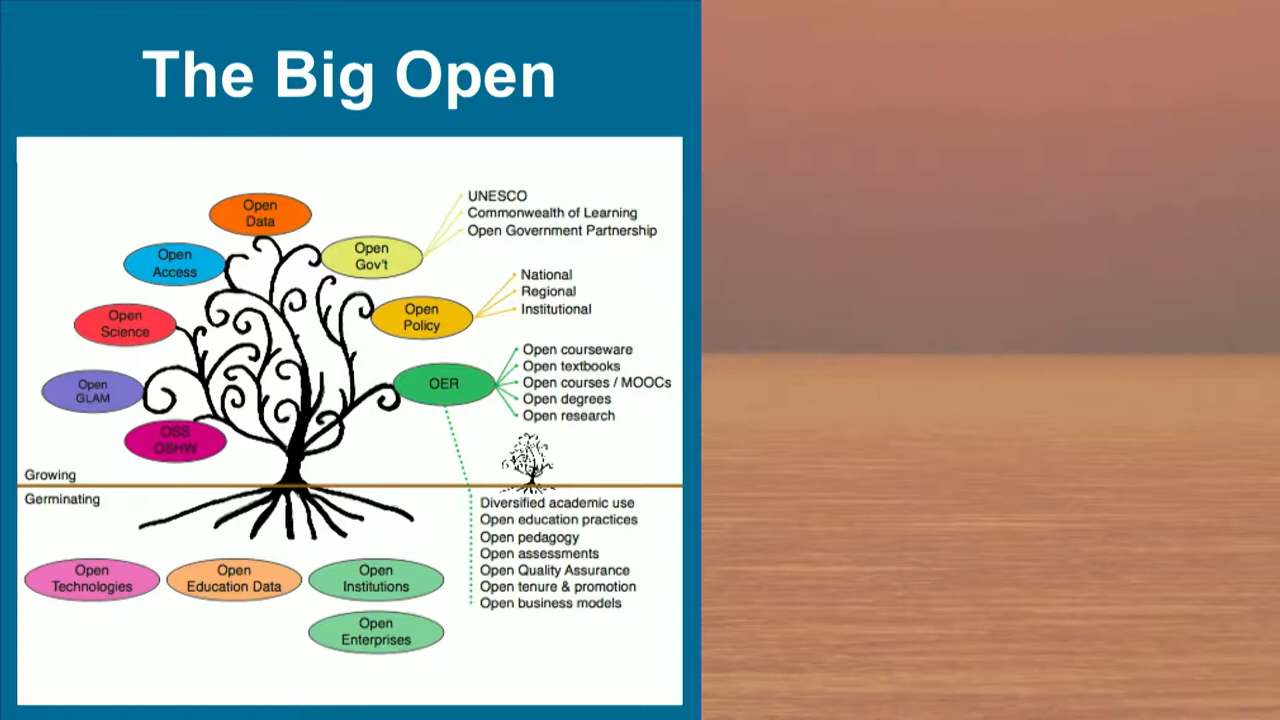 The Big Open
Open
Data
UNESCO
Commonwealth of Learning
Open Government Partnership
Open
Gov't
Open
Access
National
Regional
Institutional
Open
Policy
Open
Science
Open courseware
Open textbooks
Open courses / MOOCs
Open degrees
Open research
OER
Open
GLAM
OSS
OSHW
Growing
Germinating
Diversified academic use
Open education practices
Open pedagogy
Open assessments
Open Quality Assurance
Open tenure & promotion
Open business models
Open
Technologies
Open
Education Data
Open
Institutions
Open
Enterprises